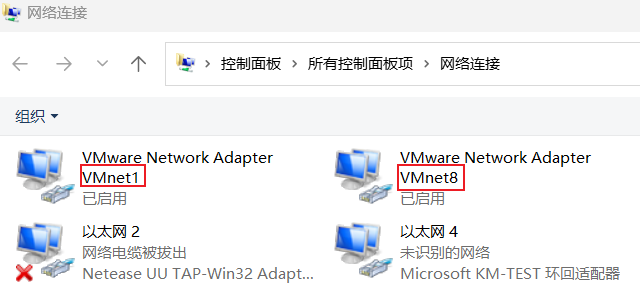 网络连接
控制面板 > 所有控制面板项 > 网络连接
组织
VMware Network Adapter
VMnet1
已启用
VMware Network Adapter
VMnet8
已启用
以太网 2
网络电缆被拔出
Netease UU TAP-Win32 Adapt...
以太网 4
未识别的网络
Microsoft KM-TEST 环回适配器